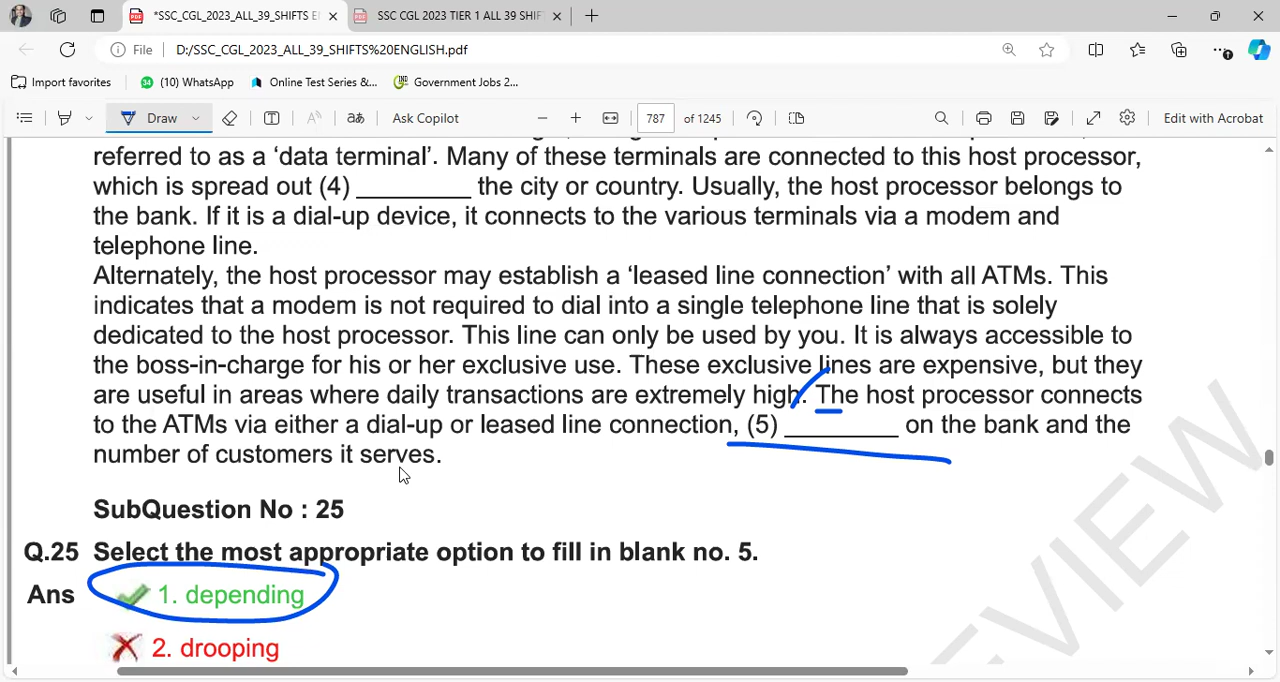 *SSC_CGL_2023_ALL_39_SHIFTS E
SSC CGL 2023 TIER 1 ALL 39 SHIF
File
D:/SSC_CGL_2023_ALL_39_SHIFTS%20ENGLISH.pdf
Import favorites
(10) WhatsApp
Online Test Series &...
Government Jobs 2...
Draw
Ask Copilot
787 of 1245
Edit with Acrobat
referred to as a ‘data terminal’. Many of these terminals are connected to this host processor,
which is spread out (4) ________ the city or country. Usually, the host processor belongs to
the bank. If it is a dial-up device, it connects to the various terminals via a modem and
telephone line.
Alternately, the host processor may establish a ‘leased line connection’ with all ATMs. This
indicates that a modem is not required to dial into a single telephone line that is solely
dedicated to the host processor. This line can only be used by you. It is always accessible to
the boss-in-charge for his or her exclusive use. These exclusive lines are expensive, but they
are useful in areas where daily transactions are extremely high. The host processor connects
to the ATMs via either a dial-up or leased line connection, (5) ________ on the bank and the
number of customers it serves.
SubQuestion No : 25
Q.25 Select the most appropriate option to fill in blank no. 5.
Ans 1. depending
2. drooping
REVIEW